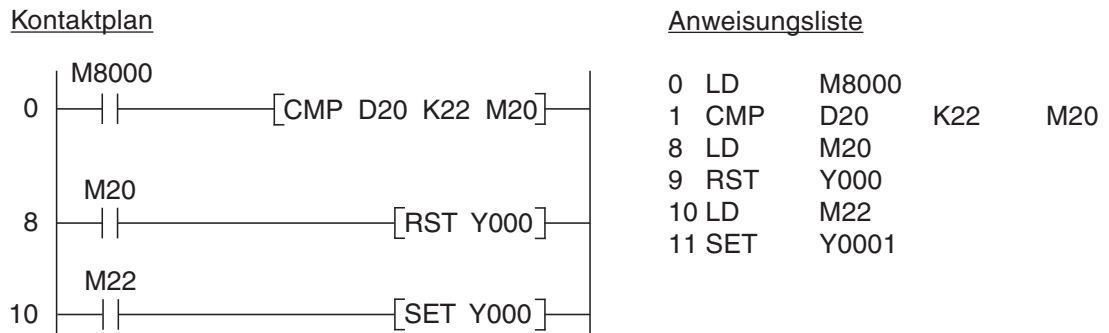 Kontaktplan
M8000
0
CMP D20 K22 M20
M20
8
RST Y000
M22
10
SET Y000
Anweisungsliste
0 LD M8000
1 CMP D20 K22 M20
8 LD M20
9 RST Y000
10 LD M22
11 SET Y0001